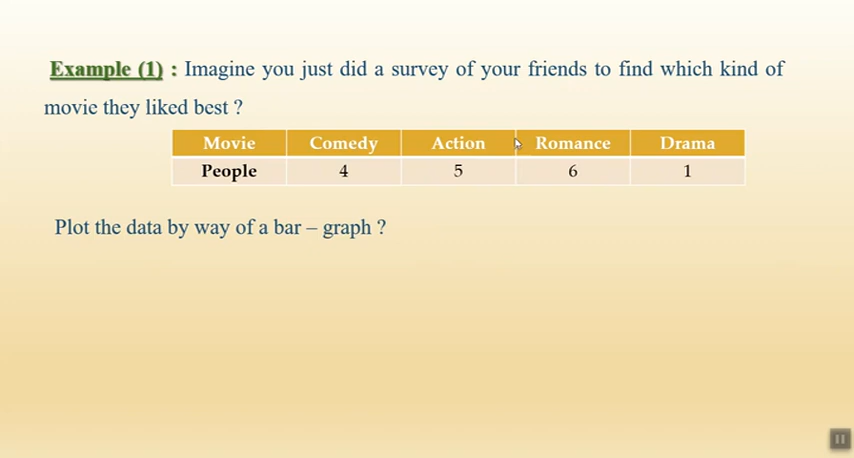 Example (1) : Imagine you just did a survey of your friends to find which kind of
movie they liked best ?
Movie Comedy Action Romance Drama
People 4 5 6 1
Plot the data by way of a bar – graph ?